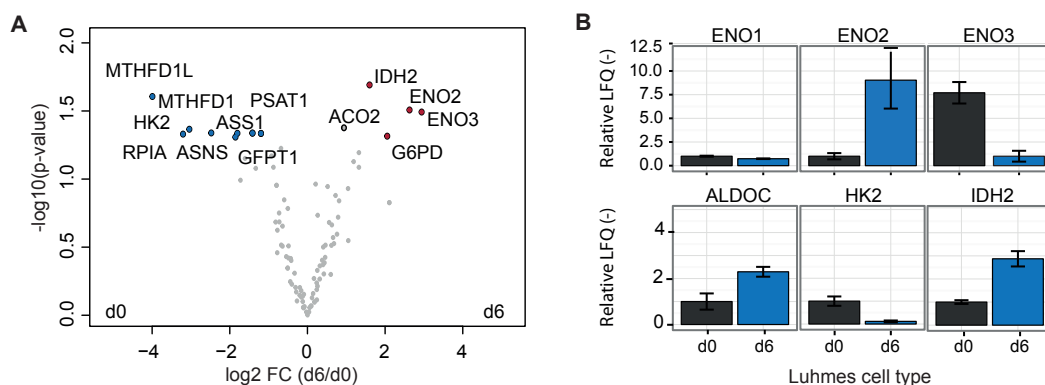 A
2.0
1.5
1.0
0.5
0.0
-log10(p-value)
MTHFD1L
MTHFD1
PSAT1
HK2
ASS1
RPIA
ASNS
GFPT1
IDH2
ENO2
ACO2
ENO3
G6PD
d0
d6
−4
−2
0
2
4
log2 FC (d6/d0)
B
ENO1
ENO2
ENO3
Relative LFQ (-)
12.5
10.0
7.5
5.0
2.5
0.0
ALDOC
HK2
IDH2
Relative LFQ (-)
4
2
0
d0
d6
d0
d6
d0
d6
Luhmes cell type